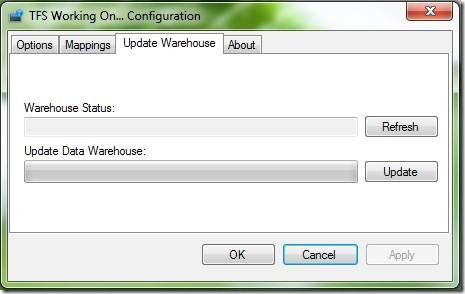 TFS Working On... Configuration
Options Mappings Update Warehouse About
Warehouse Status:
Refresh
Update Data Warehouse:
Update
OK Cancel Apply